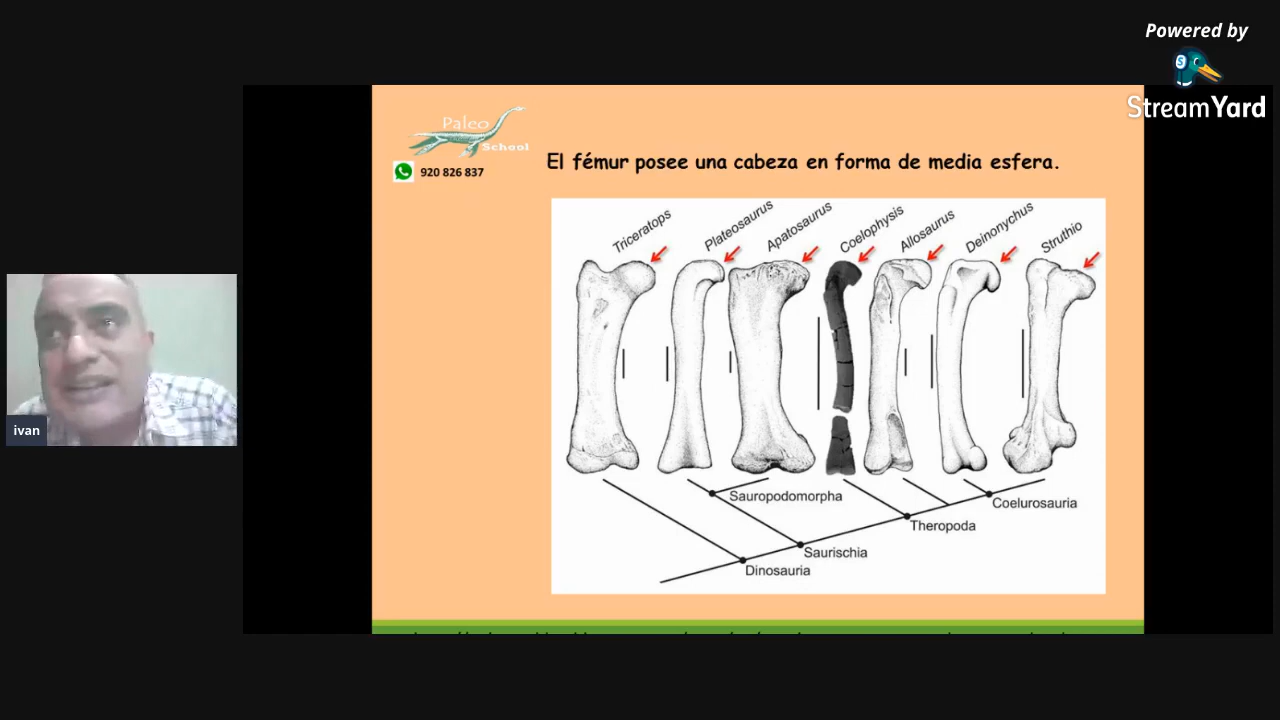 Powered by
StreamYard
Paleo
School
920 826 837
El fémur posee una cabeza en forma de media esfera.
Triceratops
Plateosaurus
Apatosaurus
Coelophysis
Allosaurus
Deinonychus
Struthio
ivan
Sauropodomorpha
Coelurosauria
Theropoda
Saurischia
Dinosauria